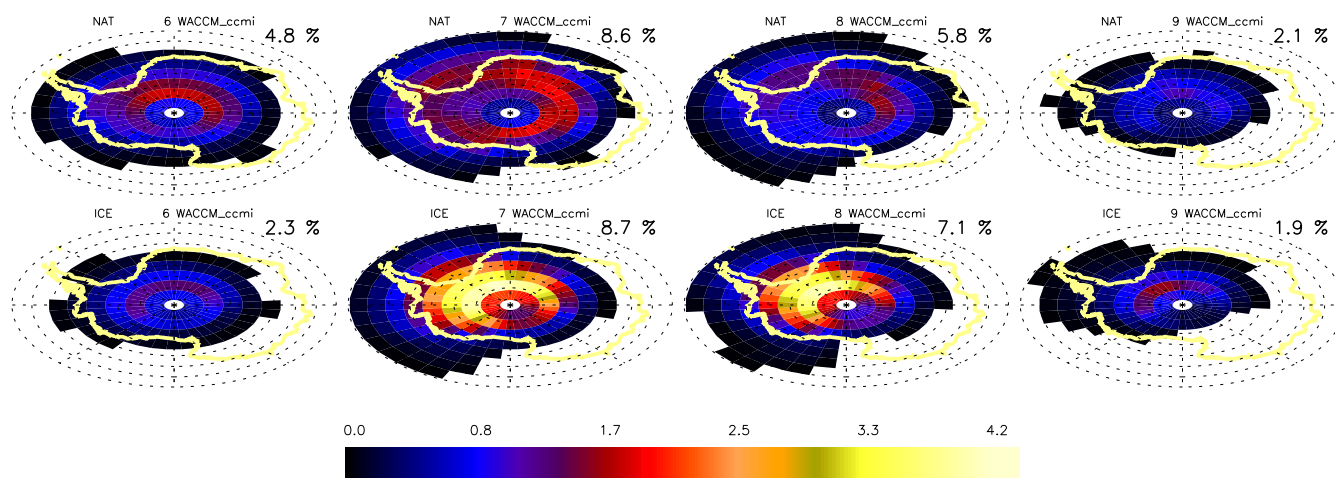 NAT 6 WACCM_ccmi 4.8 %
NAT 7 WACCM_ccmi 8.6 %
NAT 8 WACCM_ccmi 5.8 %
NAT 9 WACCM_ccmi 2.1 %
ICE 6 WACCM_ccmi 2.3 %
ICE 7 WACCM_ccmi 8.7 %
ICE 8 WACCM_ccmi 7.1 %
ICE 9 WACCM_ccmi 1.9 %
0.0 0.8 1.7 2.5 3.3 4.2